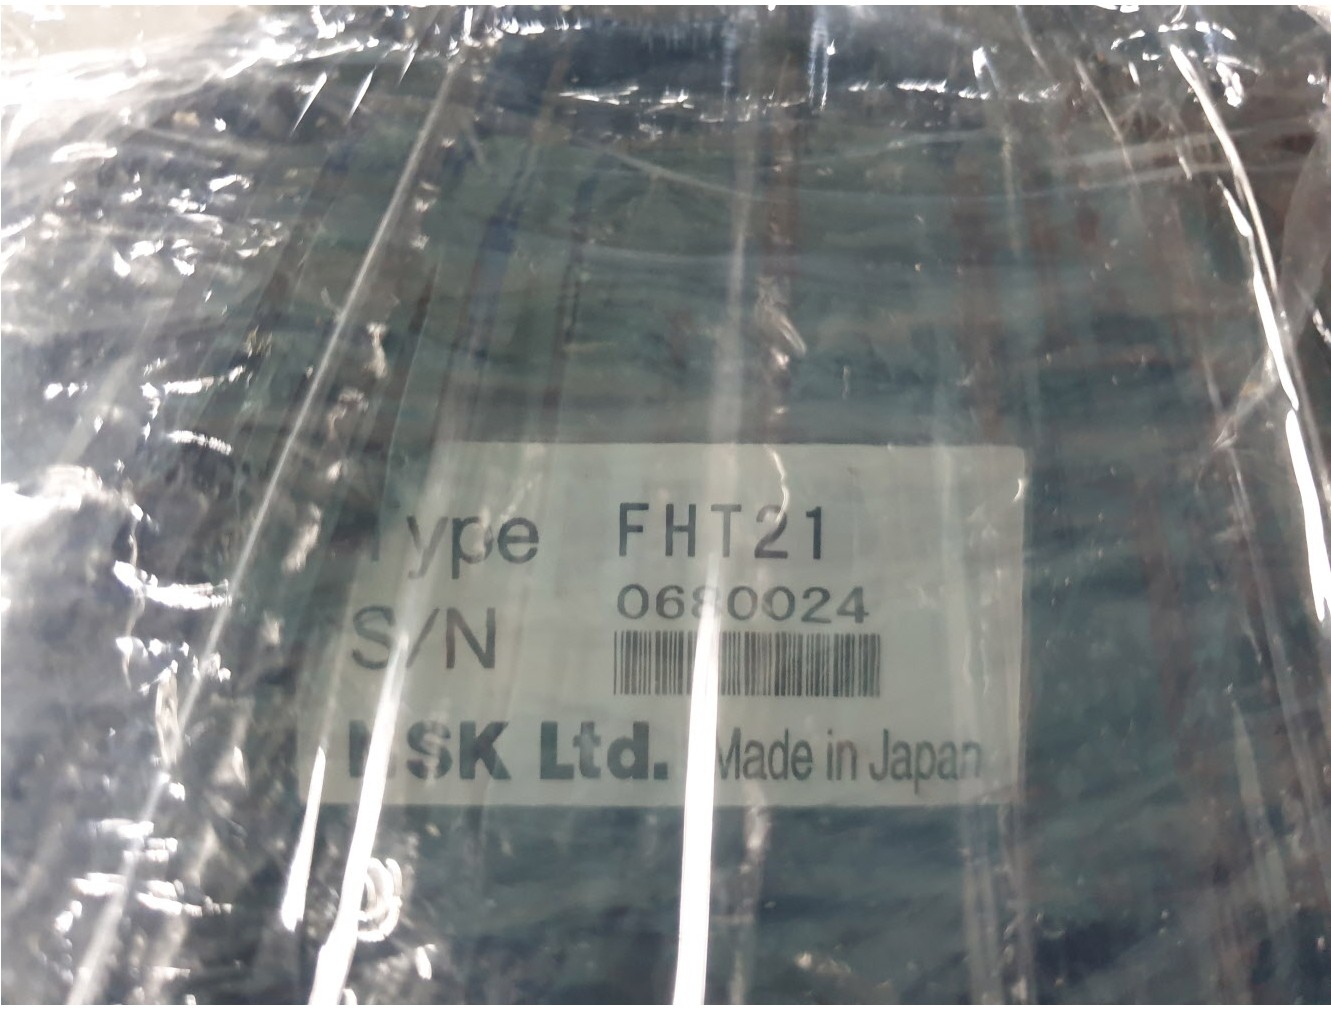 Type FHT21
S/N 0680024
NSK Ltd. Made in Japan